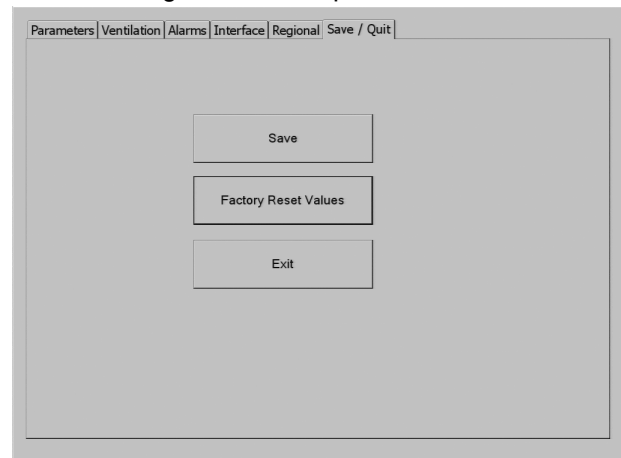 Parameters Ventilation Alarms Interface Regional Save / Quit
Save
Factory Reset Values
Exit